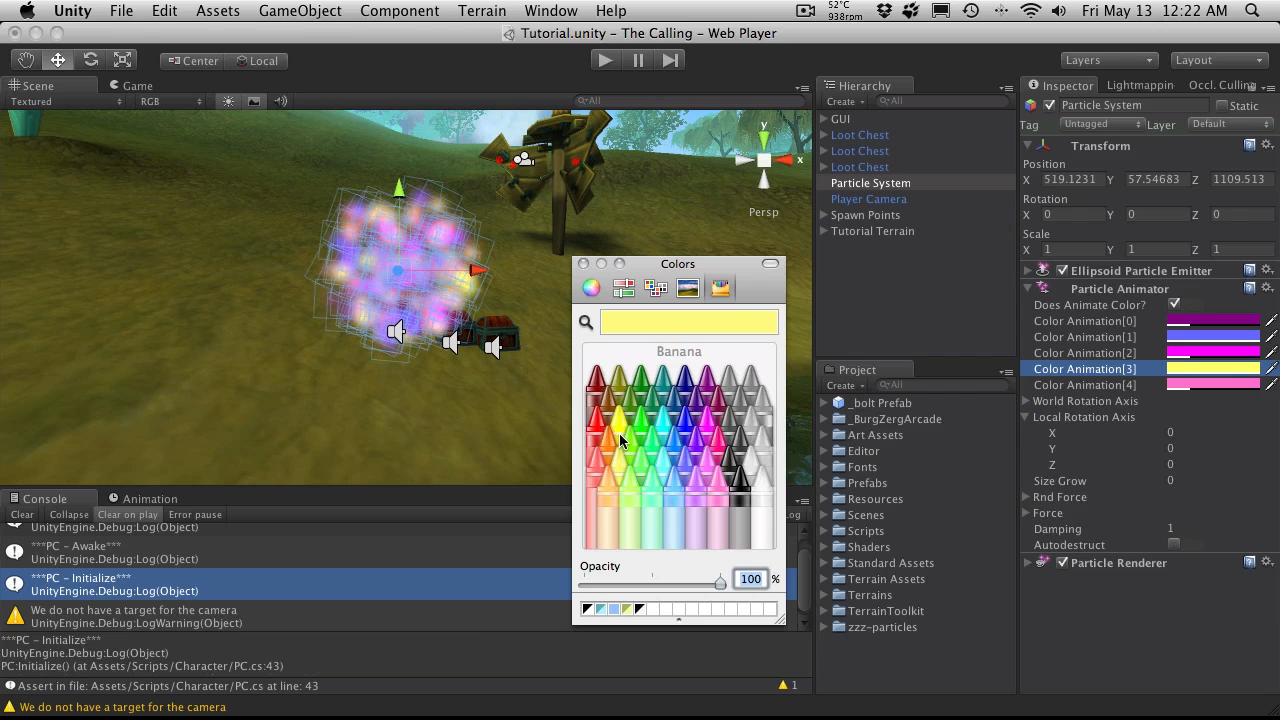 Unity File Edit Assets GameObject Component Terrain Window Help 52°C 938rpm Fri May 13 12:22 AM
Tutorial.unity - The Calling - Web Player
Center Local Layers Layout
Scene Game
Textured RGB All
y
x
Persp
Hierarchy
Create All
GUI
Loot Chest
Loot Chest
Loot Chest
Particle System
Player Camera
Spawn Points
Tutorial Terrain
Project
Create All
_bolt Prefab
_BurgZergArcade
Art Assets
Editor
Fonts
Prefabs
Resources
Scenes
Scripts
Shaders
Standard Assets
Terrain Assets
Terrains
TerrainToolkit
zzz-particles
Inspector Lightmappin Occl. Culling
Particle System Static
Tag Untagged Layer Default
Transform
Position
X 519.1231 Y 57.54683 Z 1109.513
Rotation
X 0 Y 0 Z 0
Scale
X 1 Y 1 Z 1
Ellipsoid Particle Emitter
Particle Animator
Does Animate Color?
Color Animation[0]
Color Animation[1]
Color Animation[2]
Color Animation[3]
Color Animation[4]
World Rotation Axis
Local Rotation Axis
X 0
Y 0
Z 0
Size Grow 0
Rnd Force
Force
Damping 1
Autodestruct
Particle Renderer
Colors
Banana
Opacity
100 %
Console Animation
Clear Collapse Clear on play Error pause
UnityEngine.Debug:Log(Object)
***PC - Awake***
UnityEngine.Debug:Log(Object)
***PC - Initialize***
UnityEngine.Debug:Log(Object)
We do not have a target for the camera
UnityEngine.Debug:LogWarning(Object)
***PC - Initialize***
UnityEngine.Debug:Log(Object)
PC:Initialize() (at Assets/Scripts/Character/PC.cs:43)
Assert in file: Assets/Scripts/Character/PC.cs at line: 43 1
We do not have a target for the camera